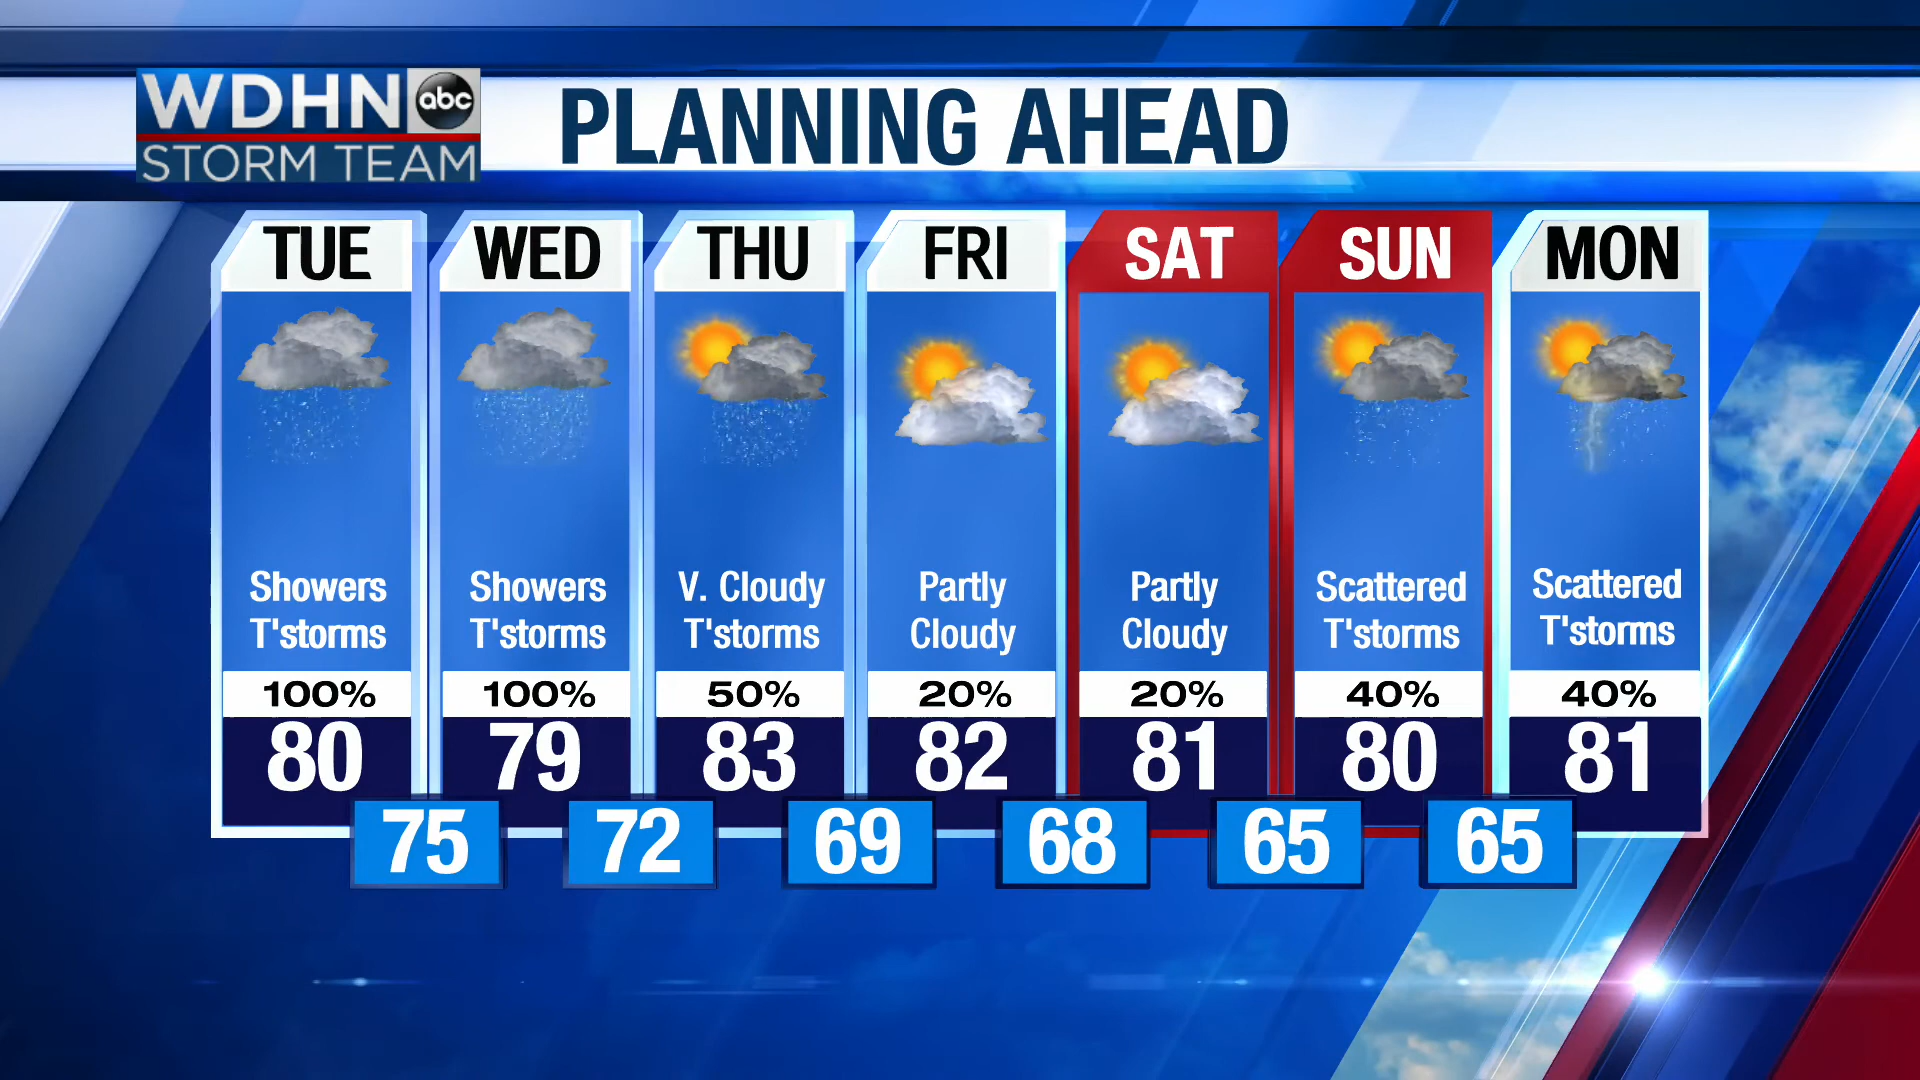 WDHN abc
STORM TEAM
PLANNING AHEAD
TUE WED THU FRI SAT SUN MON
Showers Showers V. Cloudy Partly Partly Scattered Scattered
T'storms T'storms T'storms Cloudy Cloudy T'storms T'storms
100% 100% 50% 20% 20% 40% 40%
80 79 83 82 81 80 81
75 72 69 68 65 65